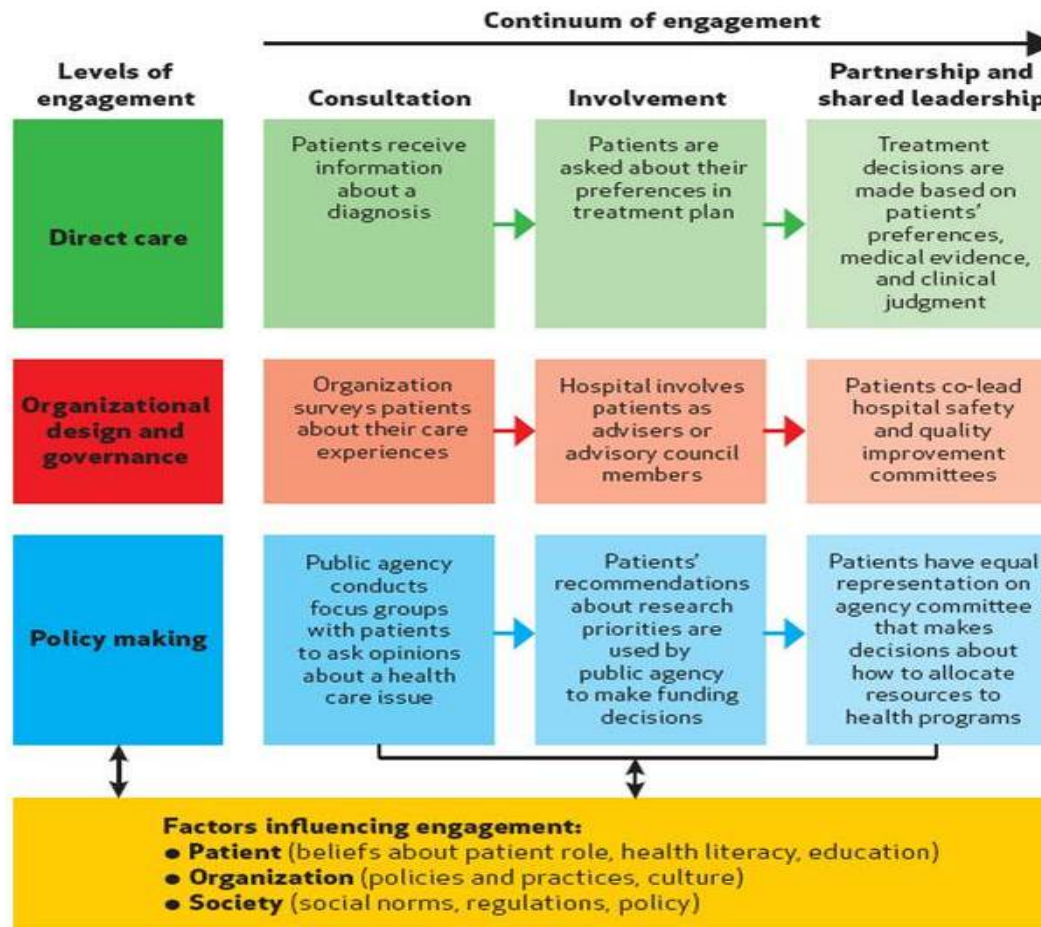 Continuum of engagement
Levels of
engagement
Consultation
Involvement
Partnership and
shared leadership
Direct care
Patients receive
information
about a
diagnosis
Patients are
asked about their
preferences in
treatment plan
Treatment
decisions are
made based on
patients’
preferences,
medical evidence,
and clinical
judgment
Organizational
design and
governance
Organization
surveys patients
about their care
experiences
Hospital involves
patients as
advisers or
advisory council
members
Patients co-lead
hospital safety
and quality
improvement
committees
Policy making
Public agency
conducts
focus groups
with patients
to ask opinions
about a health
care issue
Patients’
recommendations
about research
priorities are
used by
public agency
to make funding
decisions
Patients have equal
representation on
agency committee
that makes
decisions about
how to allocate
resources to
health programs
Factors influencing engagement:
● Patient (beliefs about patient role, health literacy, education)
● Organization (policies and practices, culture)
● Society (social norms, regulations, policy)